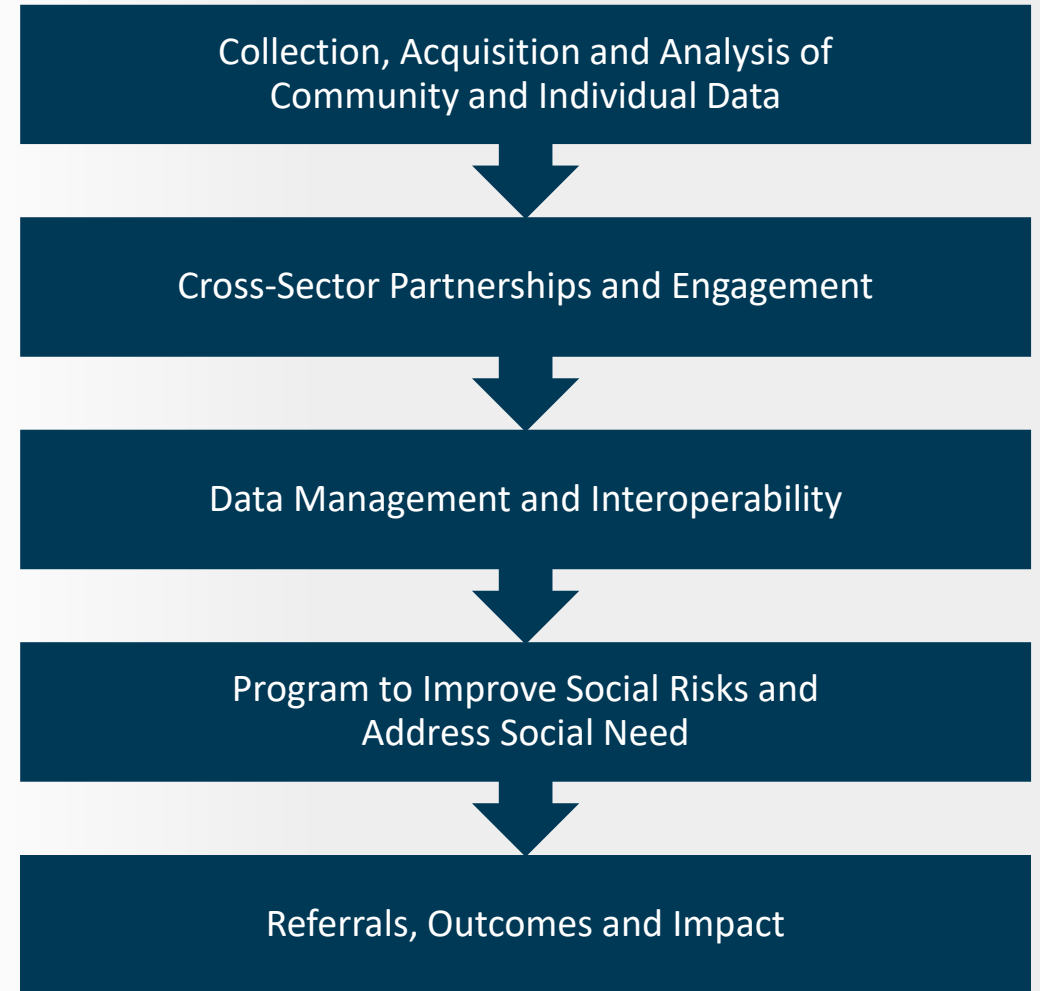 Collection, Acquisition and Analysis of
Community and Individual Data
Cross-Sector Partnerships and Engagement
Data Management and Interoperability
Program to Improve Social Risks and
Address Social Need
Referrals, Outcomes and Impact